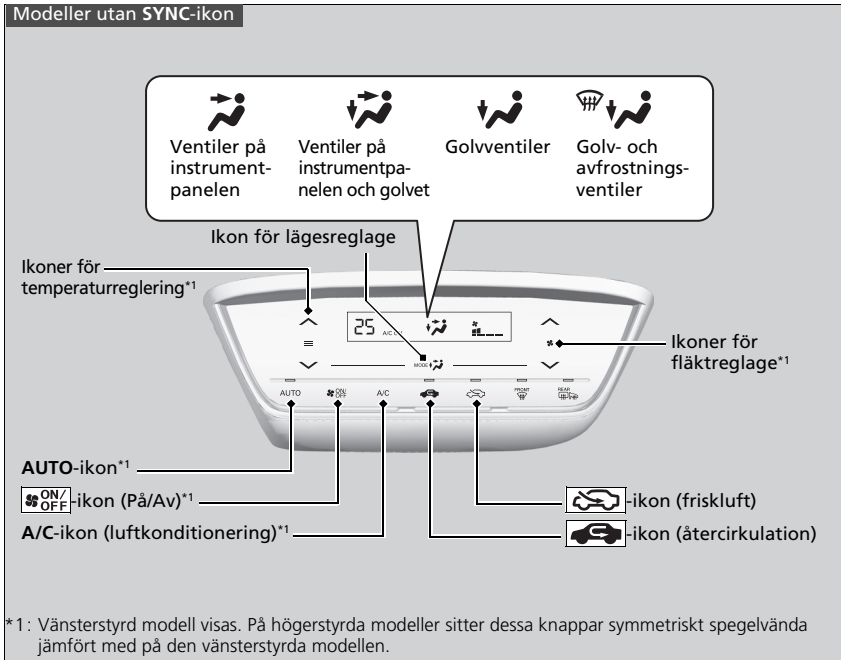 Modeller utan SYNC-ikon
Ventiler på
instrument-
panelen
Ventiler på
instrumentpa-
nelen och golvet
Golvventiler
Golv- och
avfrostnings-
ventiler
Ikon för lägesreglage
Ikoner för
temperaturreglering*1
25
MODE
Ikoner för
fläktreglage*1
AUTO
ON/
OFF
A/C
FRONT
REAR
AUTO-ikon*1
ON/
OFF
-ikon (På/Av)*1
A/C-ikon (luftkonditionering)*1
-ikon (friskluft)
-ikon (återcirkulation)
*1: Vänsterstyrd modell visas. På högerstyrda modeller sitter dessa knappar symmetriskt spegelvända
jämfört med på den vänsterstyrda modellen.